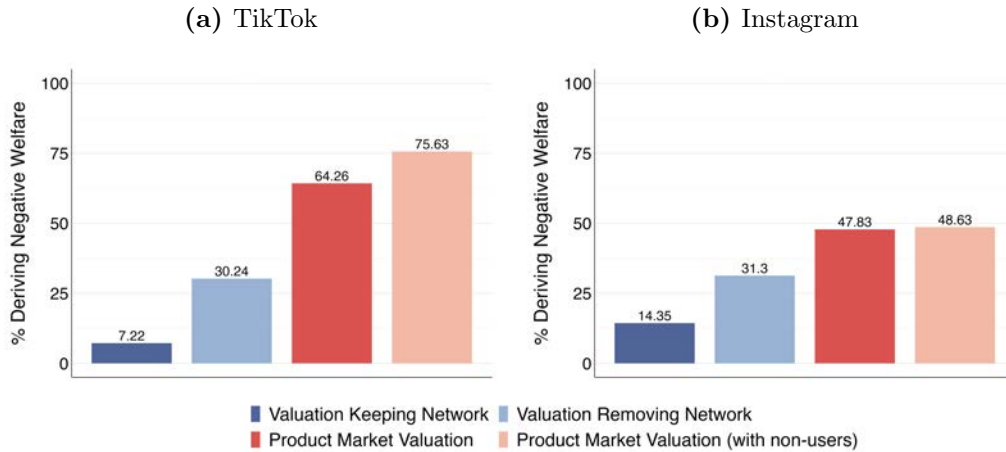 (a) TikTok
% Deriving Negative Welfare
100
75
50
25
0
7.22
30.24
64.26
75.63
(b) Instagram
% Deriving Negative Welfare
100
75
50
25
0
14.35
31.3
47.83
48.63
Valuation Keeping Network
Valuation Removing Network
Product Market Valuation
Product Market Valuation (with non-users)